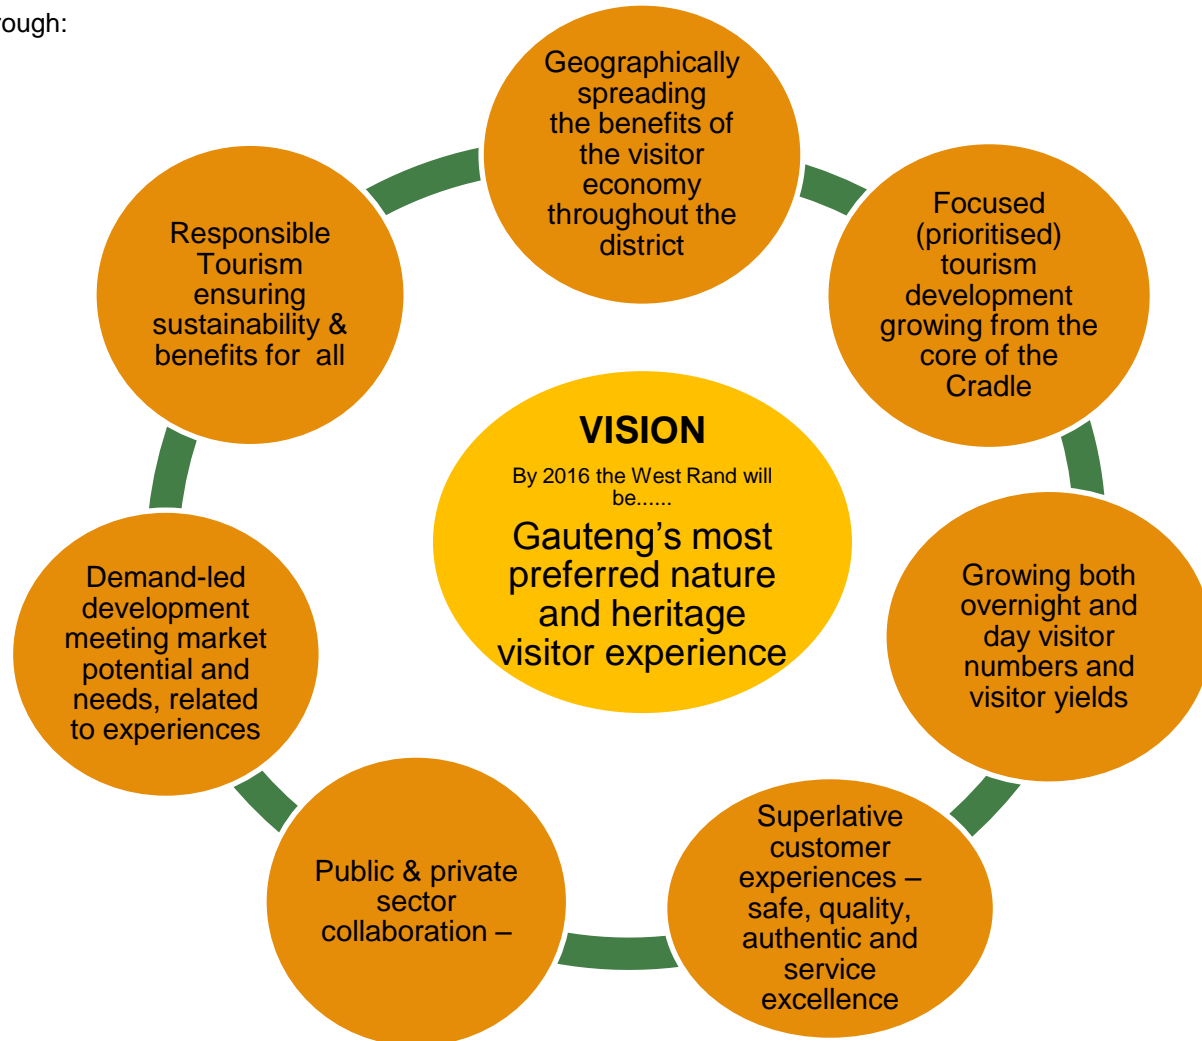 rough:
Geographically
spreading
the benefits of
the visitor
economy
throughout the
district
Focused
(prioritised)
tourism
development
growing from the
core of the
Cradle
Growing both
overnight and
day visitor
numbers and
visitor yields
Superlative
customer
experiences –
safe, quality,
authentic and
service
excellence
Public & private
sector
collaboration –
Demand-led
development
meeting market
potential and
needs, related
to experiences
Responsible
Tourism
ensuring
sustainability &
benefits for all
VISION
By 2016 the West Rand will
be......
Gauteng’s most
preferred nature
and heritage
visitor experience